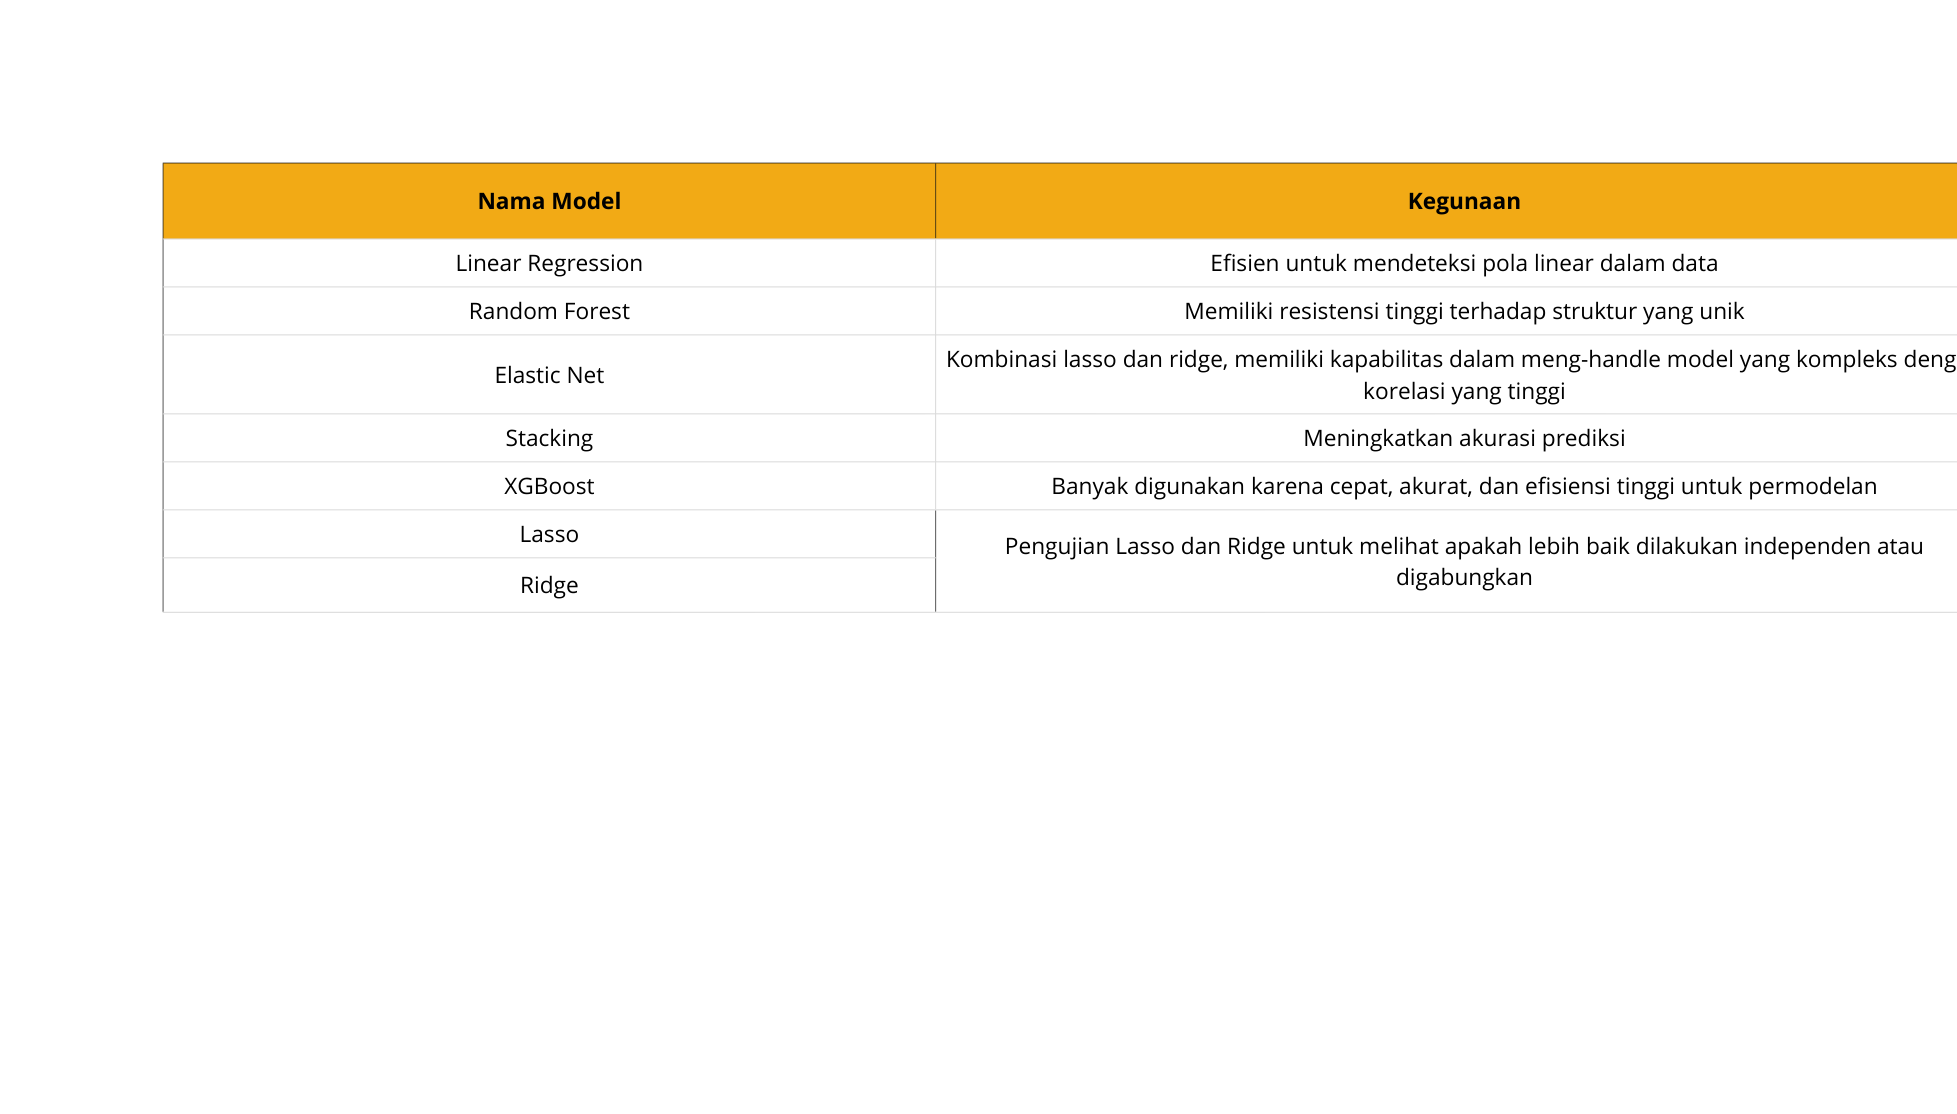 Nama Model
Kegunaan
Linear Regression
Efisien untuk mendeteksi pola linear dalam data
Random Forest
Memiliki resistensi tinggi terhadap struktur yang unik
Elastic Net
Kombinasi lasso dan ridge, memiliki kapabilitas dalam meng-handle model yang kompleks deng
korelasi yang tinggi
Stacking
Meningkatkan akurasi prediksi
XGBoost
Banyak digunakan karena cepat, akurat, dan efisiensi tinggi untuk permodelan
Lasso
Ridge
Pengujian Lasso dan Ridge untuk melihat apakah lebih baik dilakukan independen atau
digabungkan